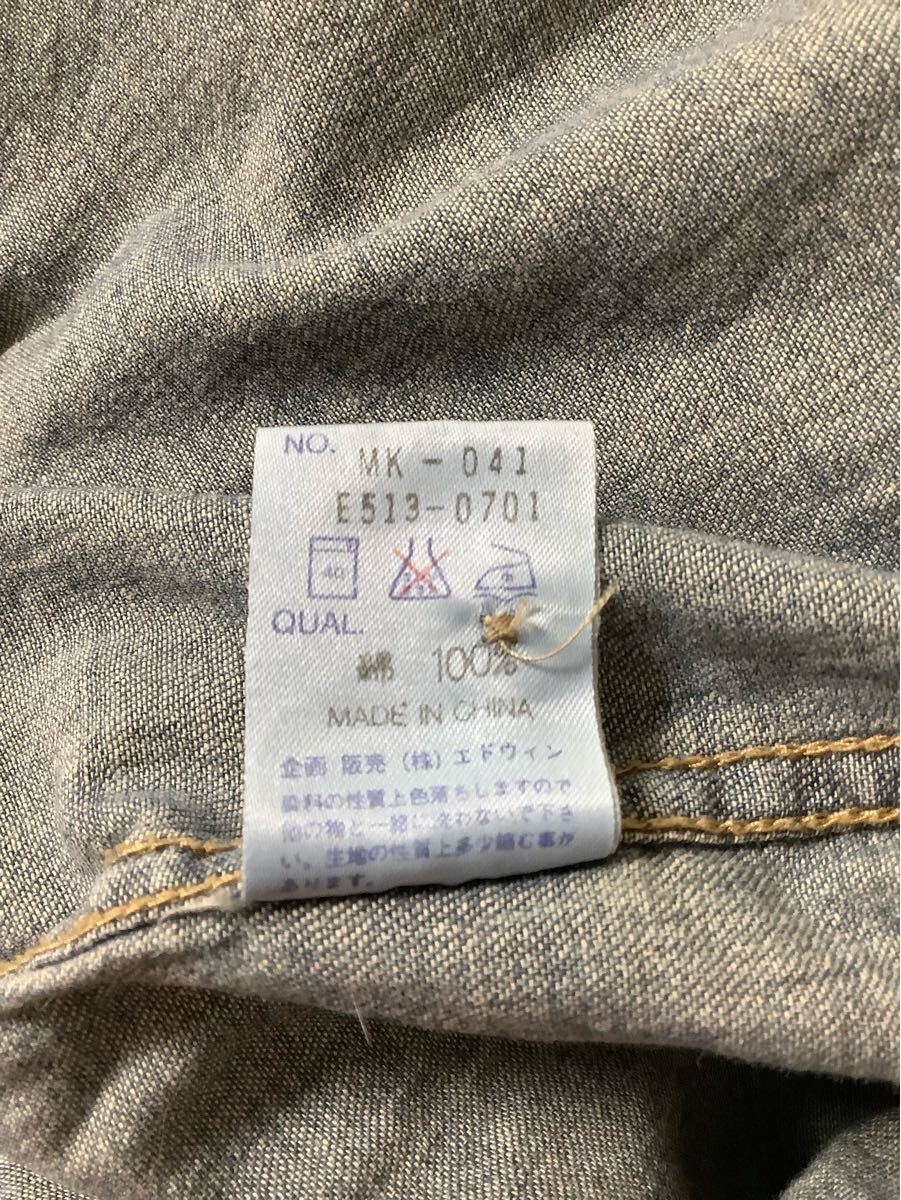 NO. MK-041
E513-0701
40
QUAL.
綿 100%
MADE IN CHINA
企画 販売 (株) エドウィン
染料の性質上色落ちしますので
他の物と一緒に洗わないで下さ
い。生地の性質上多少縮む事が
あります。